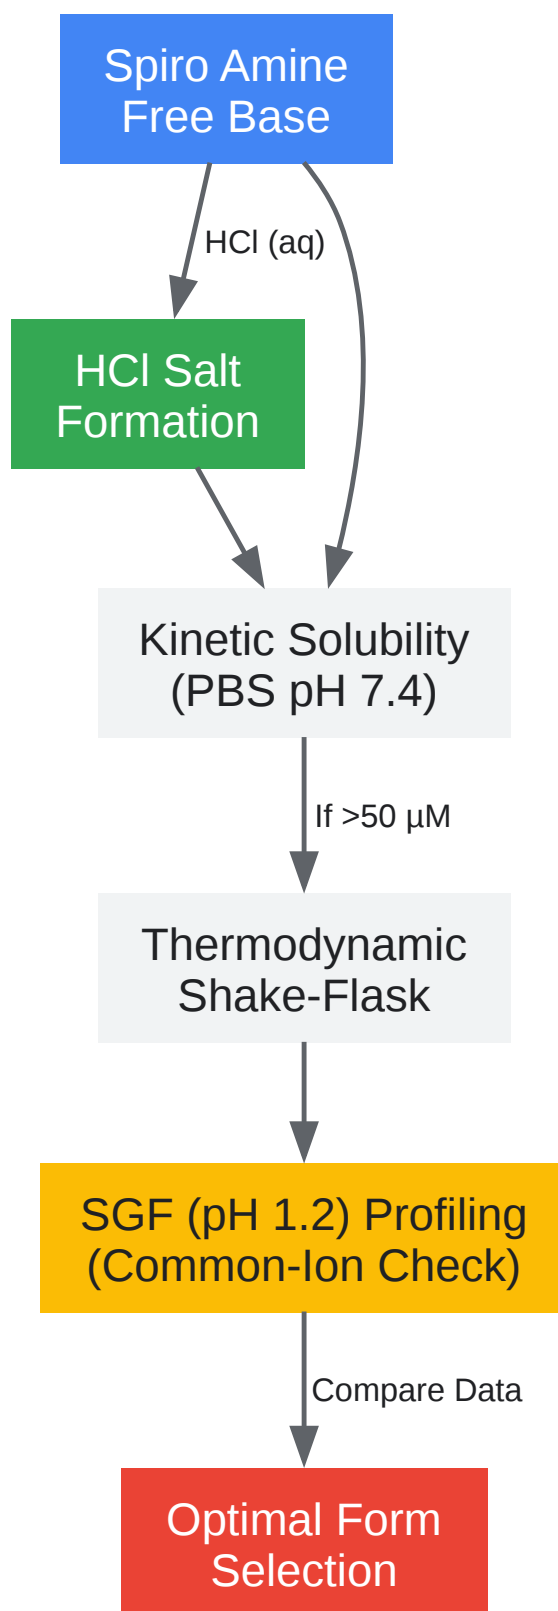 Spiro Amine
Free Base
HCl (aq)
HCl Salt
Formation
Kinetic Solubility
(PBS pH 7.4)
If >50 µM
Thermodynamic
Shake-Flask
SGF (pH 1.2) Profiling
(Common-Ion Check)
Compare Data
Optimal Form
Selection